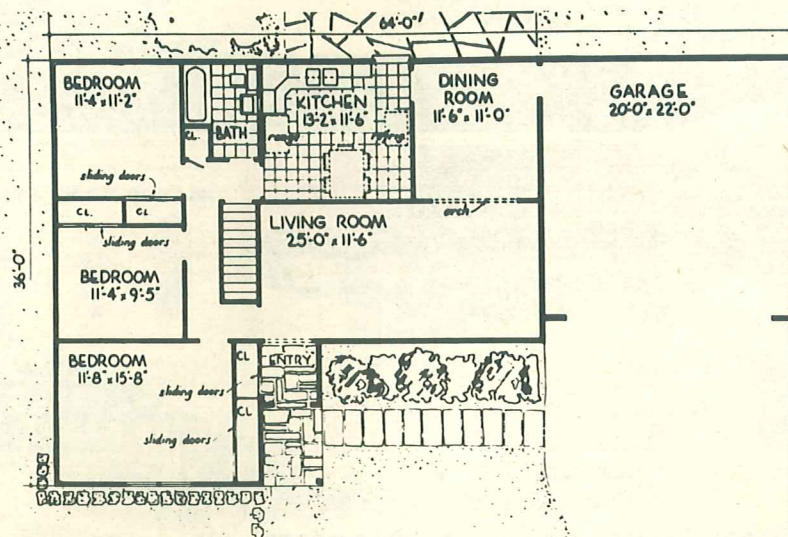 64'-0"
BEDROOM
11'-4" x 11'-2"
CL
BATH
KITCHEN
13'-2" x 11'-6"
range
refrig.
DINING
ROOM
11'-6" x 11'-0"
GARAGE
20'-0" x 22'-0"
sliding doors
CL.
CL.
sliding doors
arch
LIVING ROOM
25'-0" x 11'-6"
36'-0"
BEDROOM
11'-4" x 9'-5"
BEDROOM
11'-8" x 15'-8"
CL
ENTRY
sliding doors
CL
sliding doors